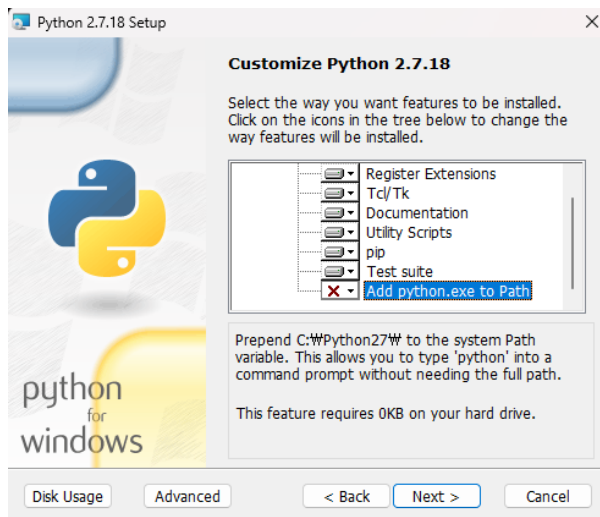 Python 2.7.18 Setup
Customize Python 2.7.18
Select the way you want features to be installed.
Click on the icons in the tree below to change the
way features will be installed.
Register Extensions
Tcl/Tk
Documentation
Utility Scripts
pip
Test suite
Add python.exe to Path
Prepend C:₩Python27₩ to the system Path
variable. This allows you to type 'python' into a
command prompt without needing the full path.
This feature requires 0KB on your hard drive.
python
for
windows
Disk Usage
Advanced
< Back
Next >
Cancel